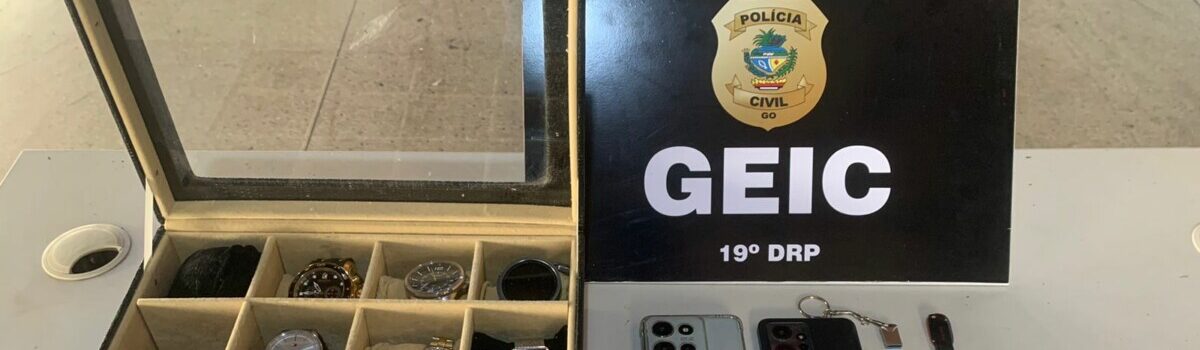 POLÍCIA
CIVIL
GO
GEIC
19º DRP